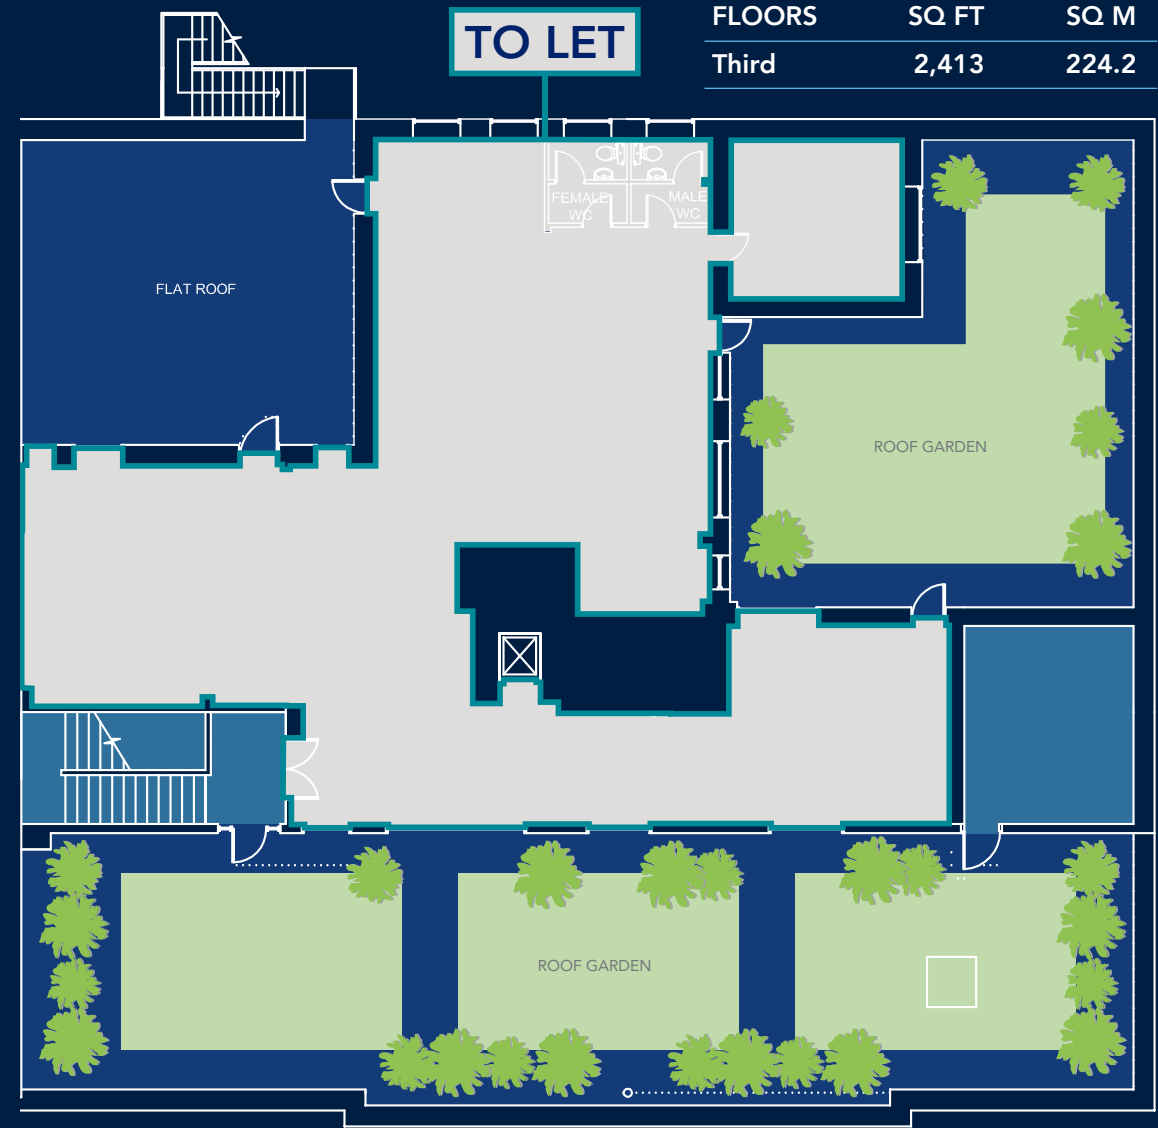 TO LET
FLOORS SQ FT SQ M
Third 2,413 224.2
FEMALE
WC
MALE
WC
FLAT ROOF
ROOF GARDEN
ROOF GARDEN